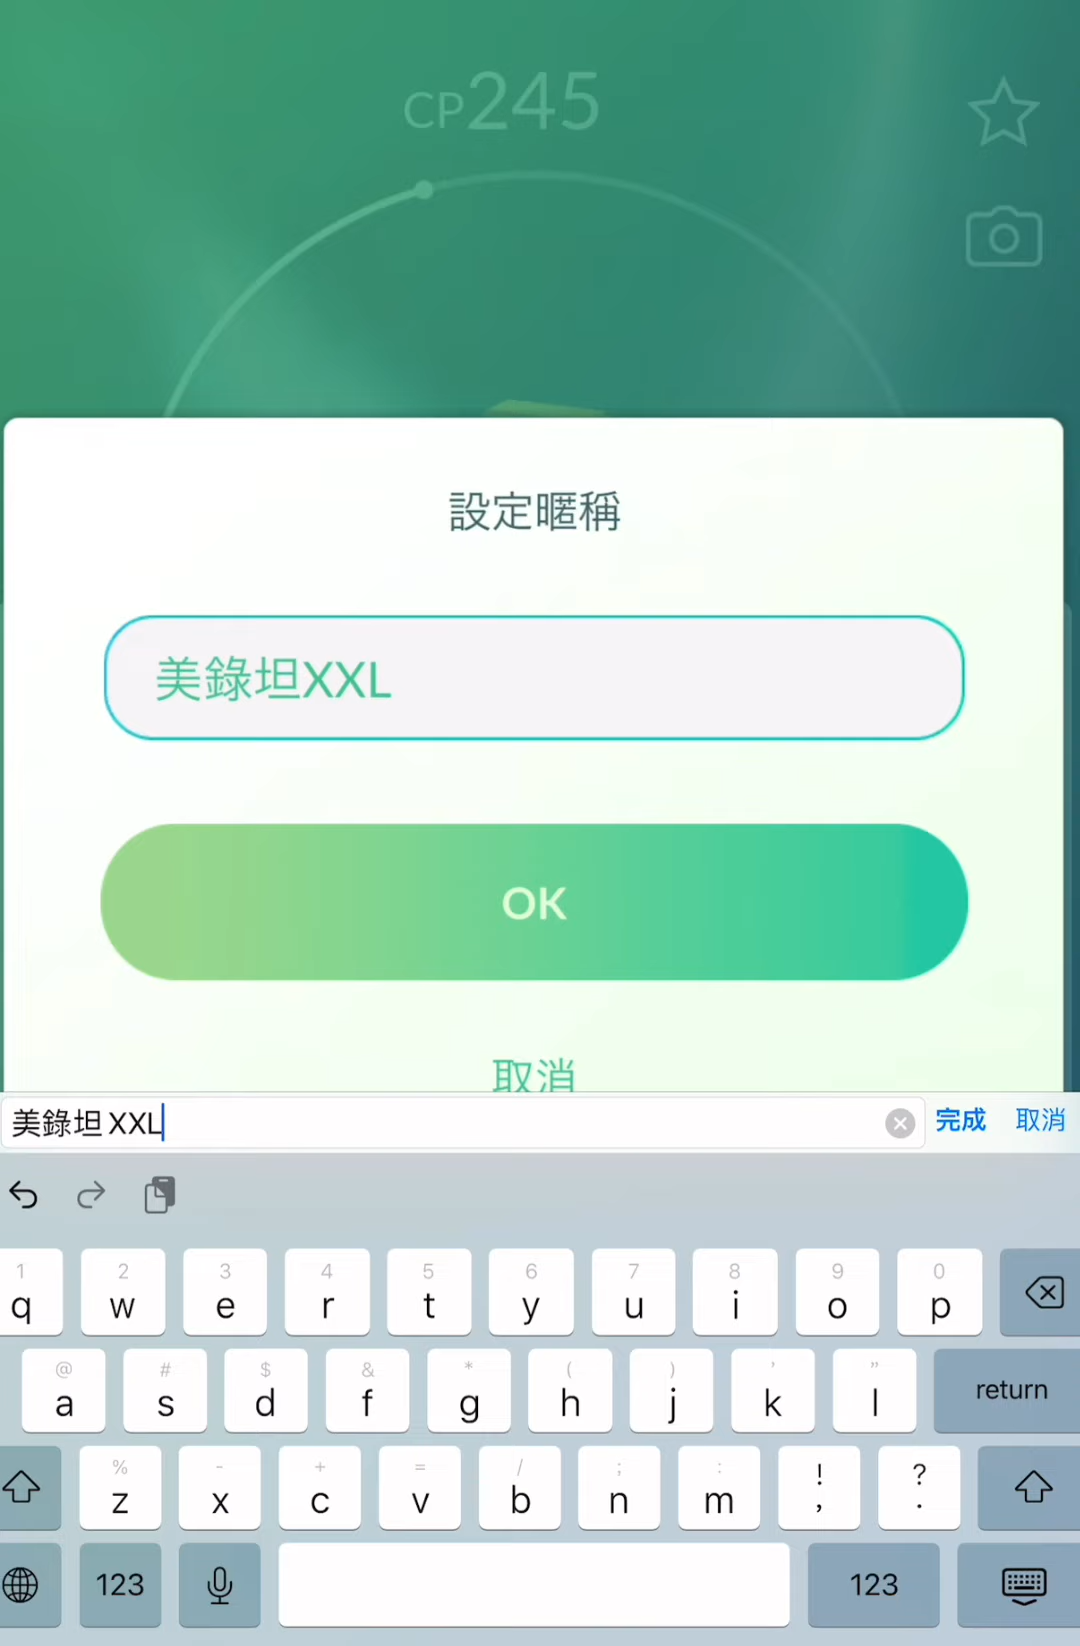 CP245
設定暱稱
美錄坦XXL
OK
取消
美錄坦XXL 完成 取消
1 2 3 4 5 6 7 8 9 0
q w e r t y u i o p
@ # $ & * ( ) ' "
a s d f g h j k l return
% - + = / ; : ! ?
z x c v b n m , .
123 123